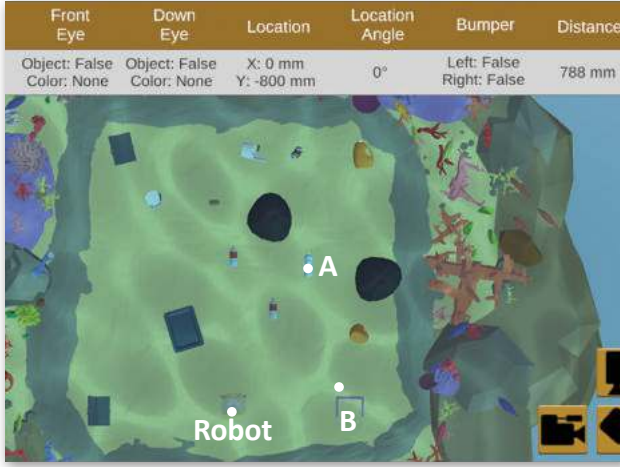 Front Eye
Down Eye
Location
Location Angle
Bumper
Distance
Object: False
Color: None
Object: False
Color: None
X: 0 mm
Y: -800 mm
0°
Left: False
Right: False
788 mm
A
B
Robot